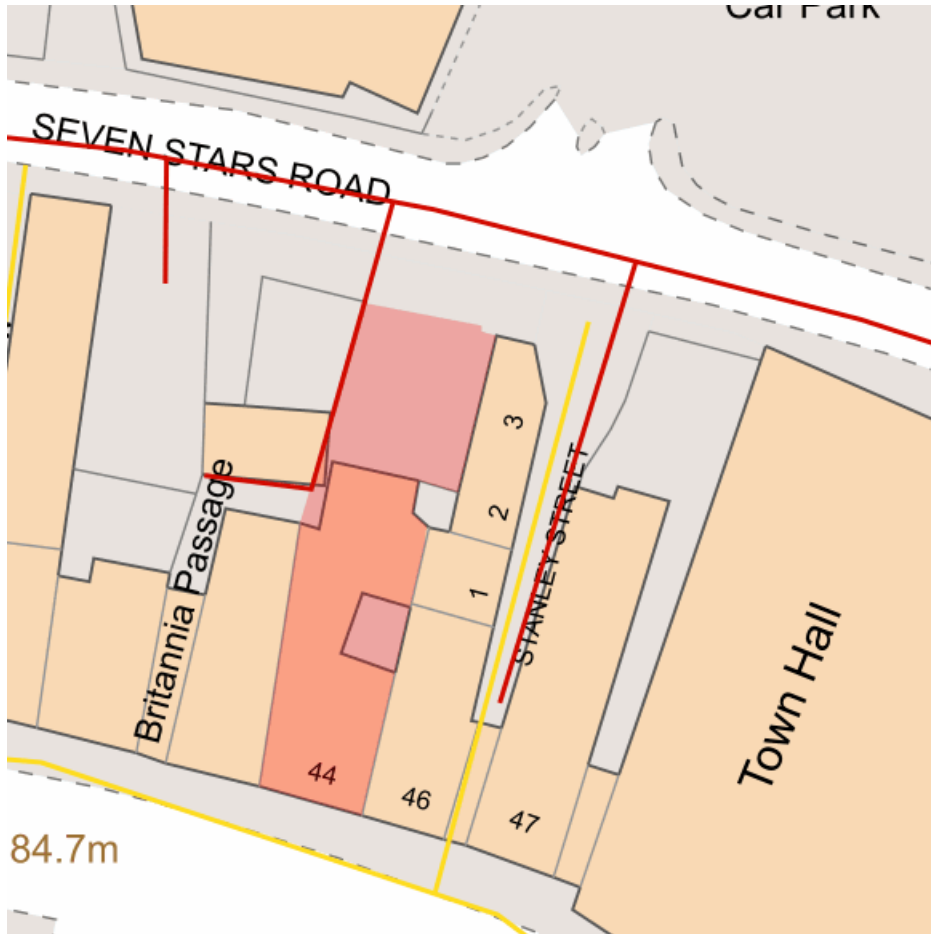 Car Park
SEVEN STARS ROAD
3
2
1
STANLEY STREET
Britannia Passage
Town Hall
44
46
47
84.7m